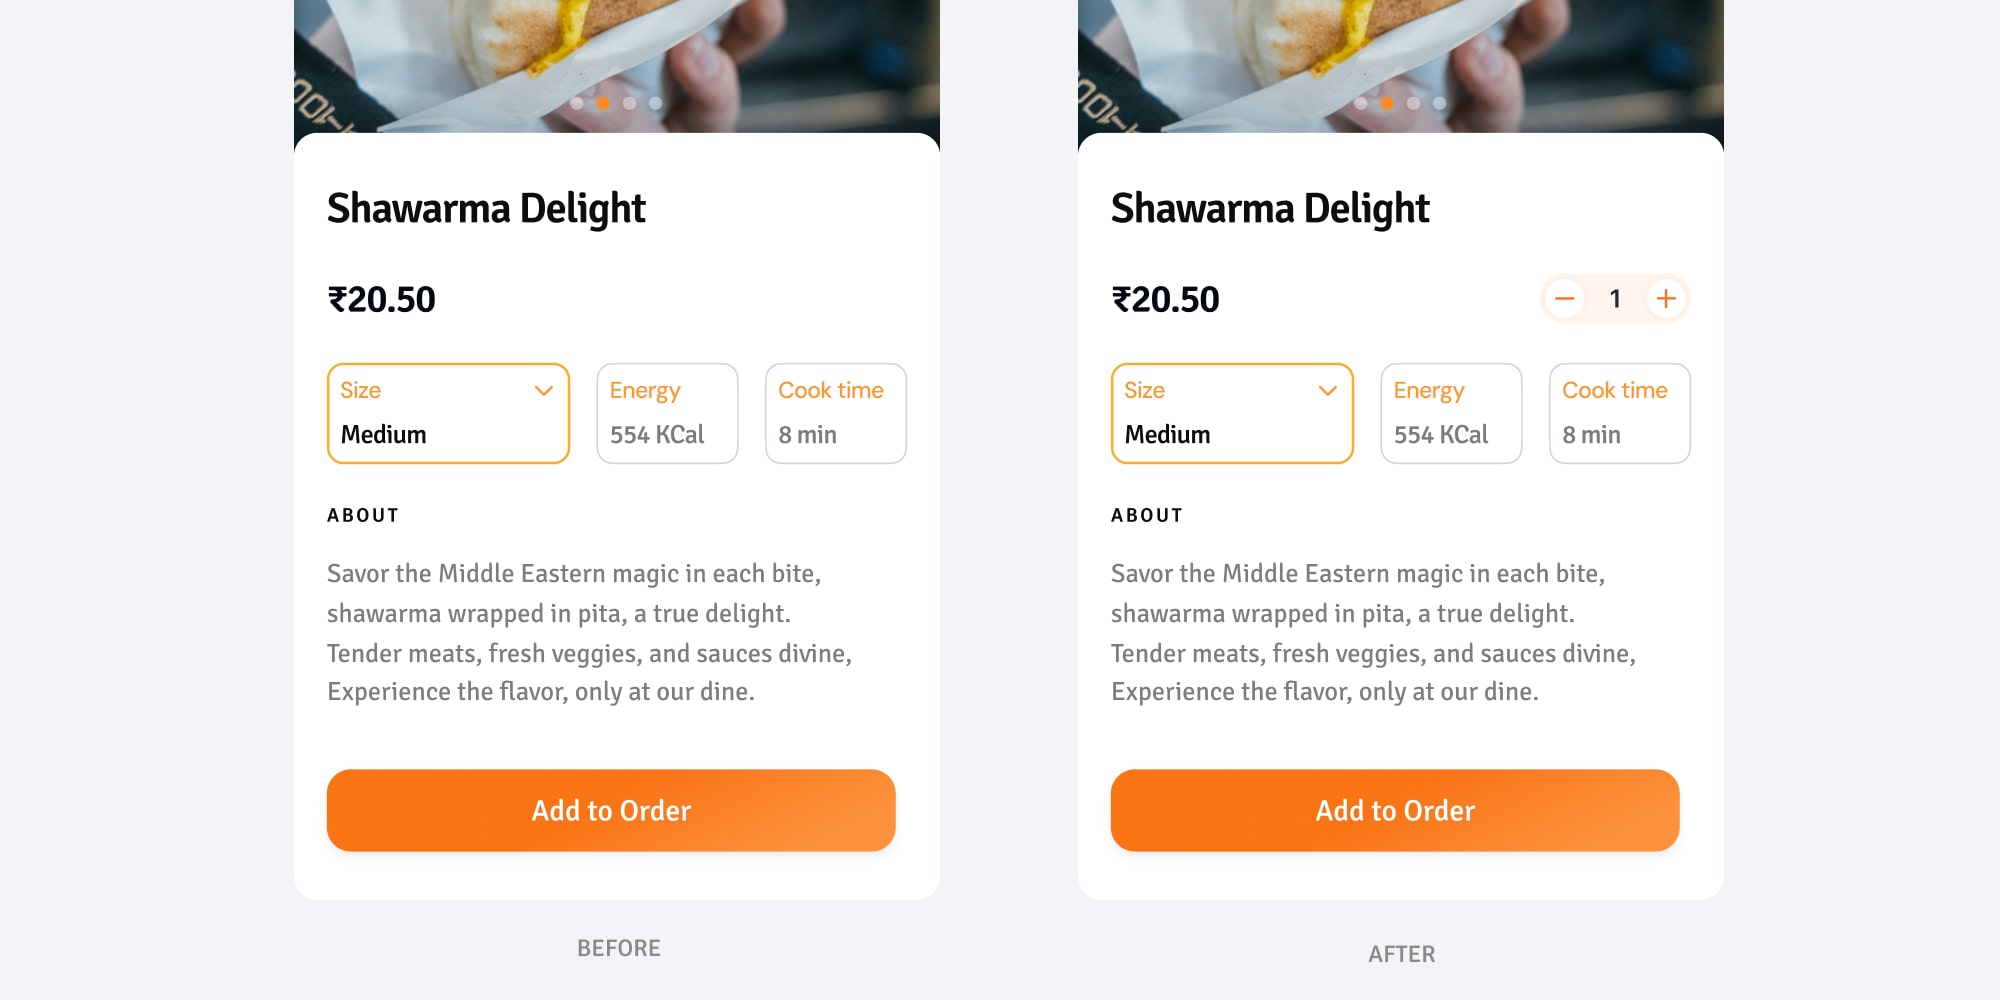 Shawarma Delight
₹20.50
Size
Energy
Cook time
Medium
554 KCal
8 min
ABOUT
Savor the Middle Eastern magic in each bite,
shawarma wrapped in pita, a true delight.
Tender meats, fresh veggies, and sauces divine,
Experience the flavor, only at our dine.
Add to Order
BEFORE
Shawarma Delight
₹20.50
1
Size
Energy
Cook time
Medium
554 KCal
8 min
ABOUT
Savor the Middle Eastern magic in each bite,
shawarma wrapped in pita, a true delight.
Tender meats, fresh veggies, and sauces divine,
Experience the flavor, only at our dine.
Add to Order
AFTER